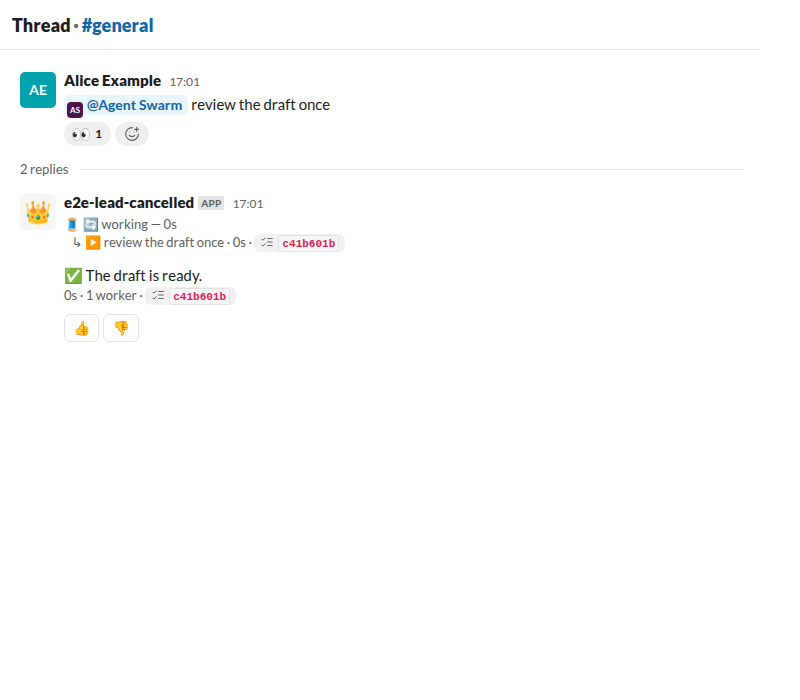 Thread • #general
AE
Alice Example 17:01
AS @Agent Swarm review the draft once
👀 1
2 replies
e2e-lead-cancelled APP 17:01
🧵 🔄 working — 0s
↳ ▶️ review the draft once · 0s · c41b601b
✅ The draft is ready.
0s · 1 worker · c41b601b
👍 👎